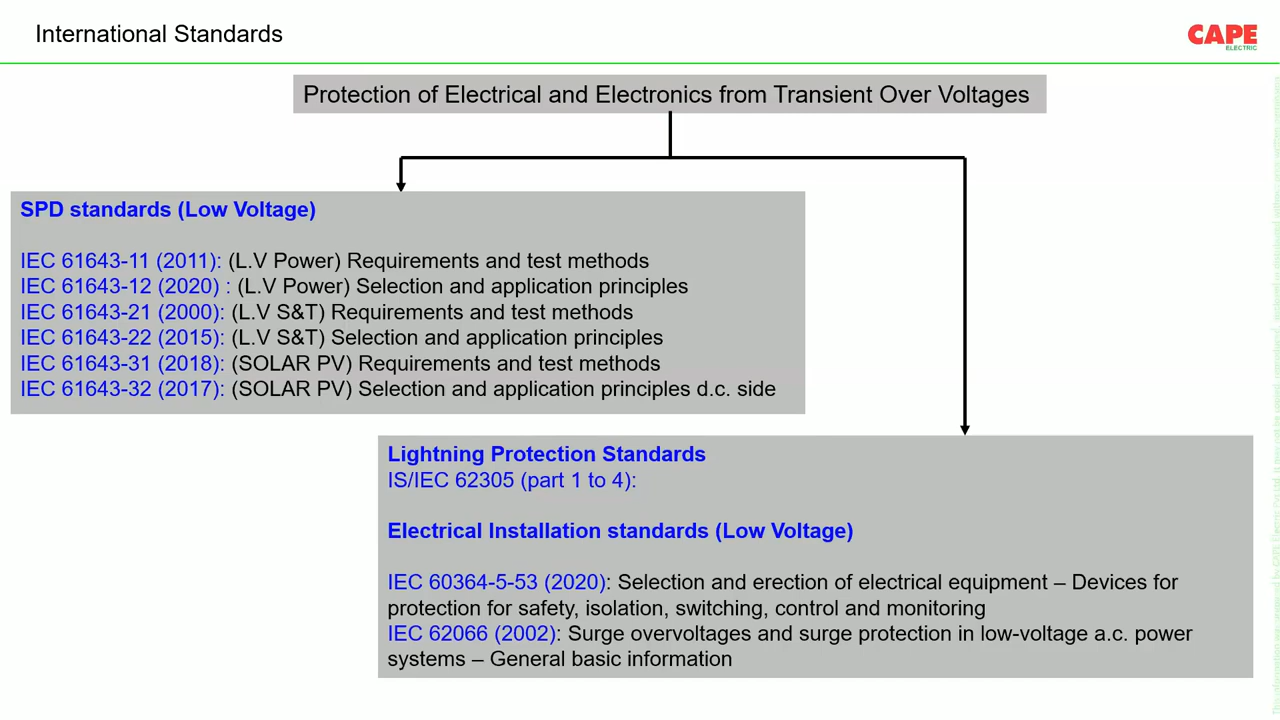 International Standards
CAPE
ELECTRIC
Protection of Electrical and Electronics from Transient Over Voltages
SPD standards (Low Voltage)
IEC 61643-11 (2011): (L.V Power) Requirements and test methods
IEC 61643-12 (2020) : (L.V Power) Selection and application principles
IEC 61643-21 (2000): (L.V S&T) Requirements and test methods
IEC 61643-22 (2015): (L.V S&T) Selection and application principles
IEC 61643-31 (2018): (SOLAR PV) Requirements and test methods
IEC 61643-32 (2017): (SOLAR PV) Selection and application principles d.c. side
Lightning Protection Standards
IS/IEC 62305 (part 1 to 4):
Electrical Installation standards (Low Voltage)
IEC 60364-5-53 (2020): Selection and erection of electrical equipment – Devices for
protection for safety, isolation, switching, control and monitoring
IEC 62066 (2002): Surge overvoltages and surge protection in low-voltage a.c. power
systems – General basic information